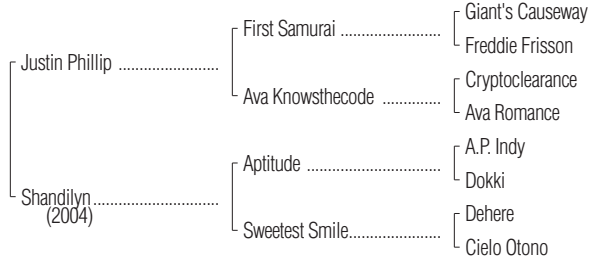 Giant's Causeway
First Samurai ....................
Freddie Frisson
Justin Phillip ....................
Cryptoclearance
Ava Knowsthecode ............
Ava Romance
A.P. Indy
Aptitude ...........................
Dokki
Shandilyn.........................
(2004)
Dehere
Sweetest Smile..................
Cielo Otono